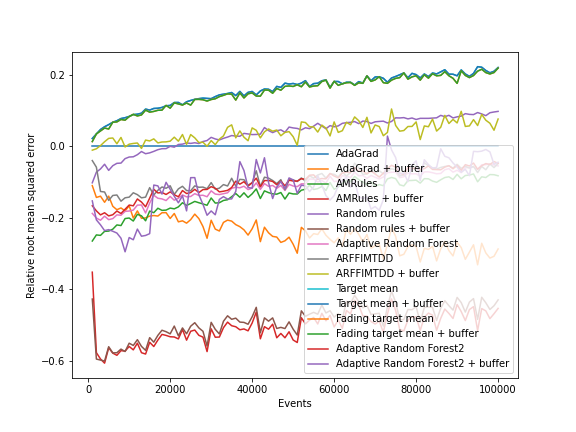 0.2
0.0
−0.2
−0.4
−0.6
Relative root mean squared error
0
20000
40000
60000
80000
100000
Events
AdaGrad
AdaGrad + buffer
AMRules
AMRules + buffer
Random rules
Random rules + buffer
Adaptive Random Forest
ARFFIMTDD
ARFFIMTDD + buffer
Target mean
Target mean + buffer
Fading target mean
Fading target mean + buffer
Adaptive Random Forest2
Adaptive Random Forest2 + buffer